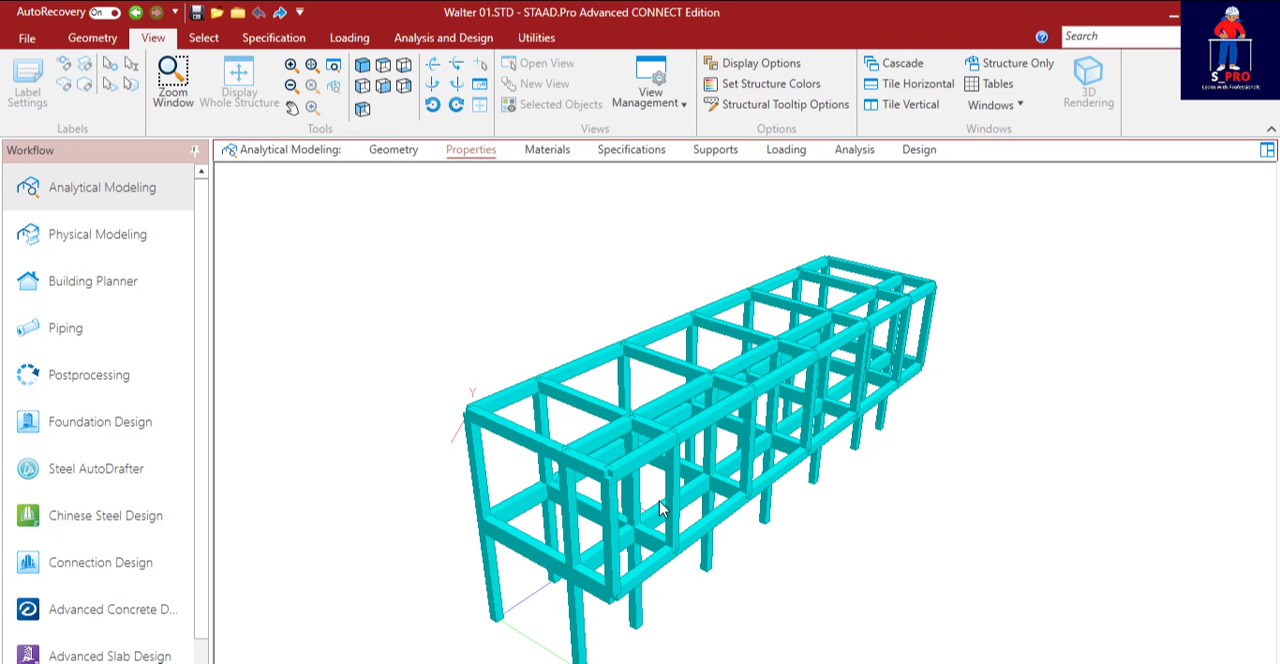 AutoRecovery On
Walter 01.STD - STAAD.Pro Advanced CONNECT Edition
File Geometry View Select Specification Loading Analysis and Design Utilities
Search
S_PRO
Learn With Professionals
Label Settings
Labels
Zoom Window
Display Whole Structure
Tools
Open View
New View
Selected Objects
View Management
Views
Display Options
Set Structure Colors
Structural Tooltip Options
Options
Cascade
Tile Horizontal
Tile Vertical
Structure Only
Tables
Windows
3D Rendering
Windows
Workflow
Analytical Modeling: Geometry Properties Materials Specifications Supports Loading Analysis Design
Analytical Modeling
Physical Modeling
Building Planner
Piping
Postprocessing
Foundation Design
Steel AutoDrafter
Chinese Steel Design
Connection Design
Advanced Concrete D...
Advanced Slab Design
Y